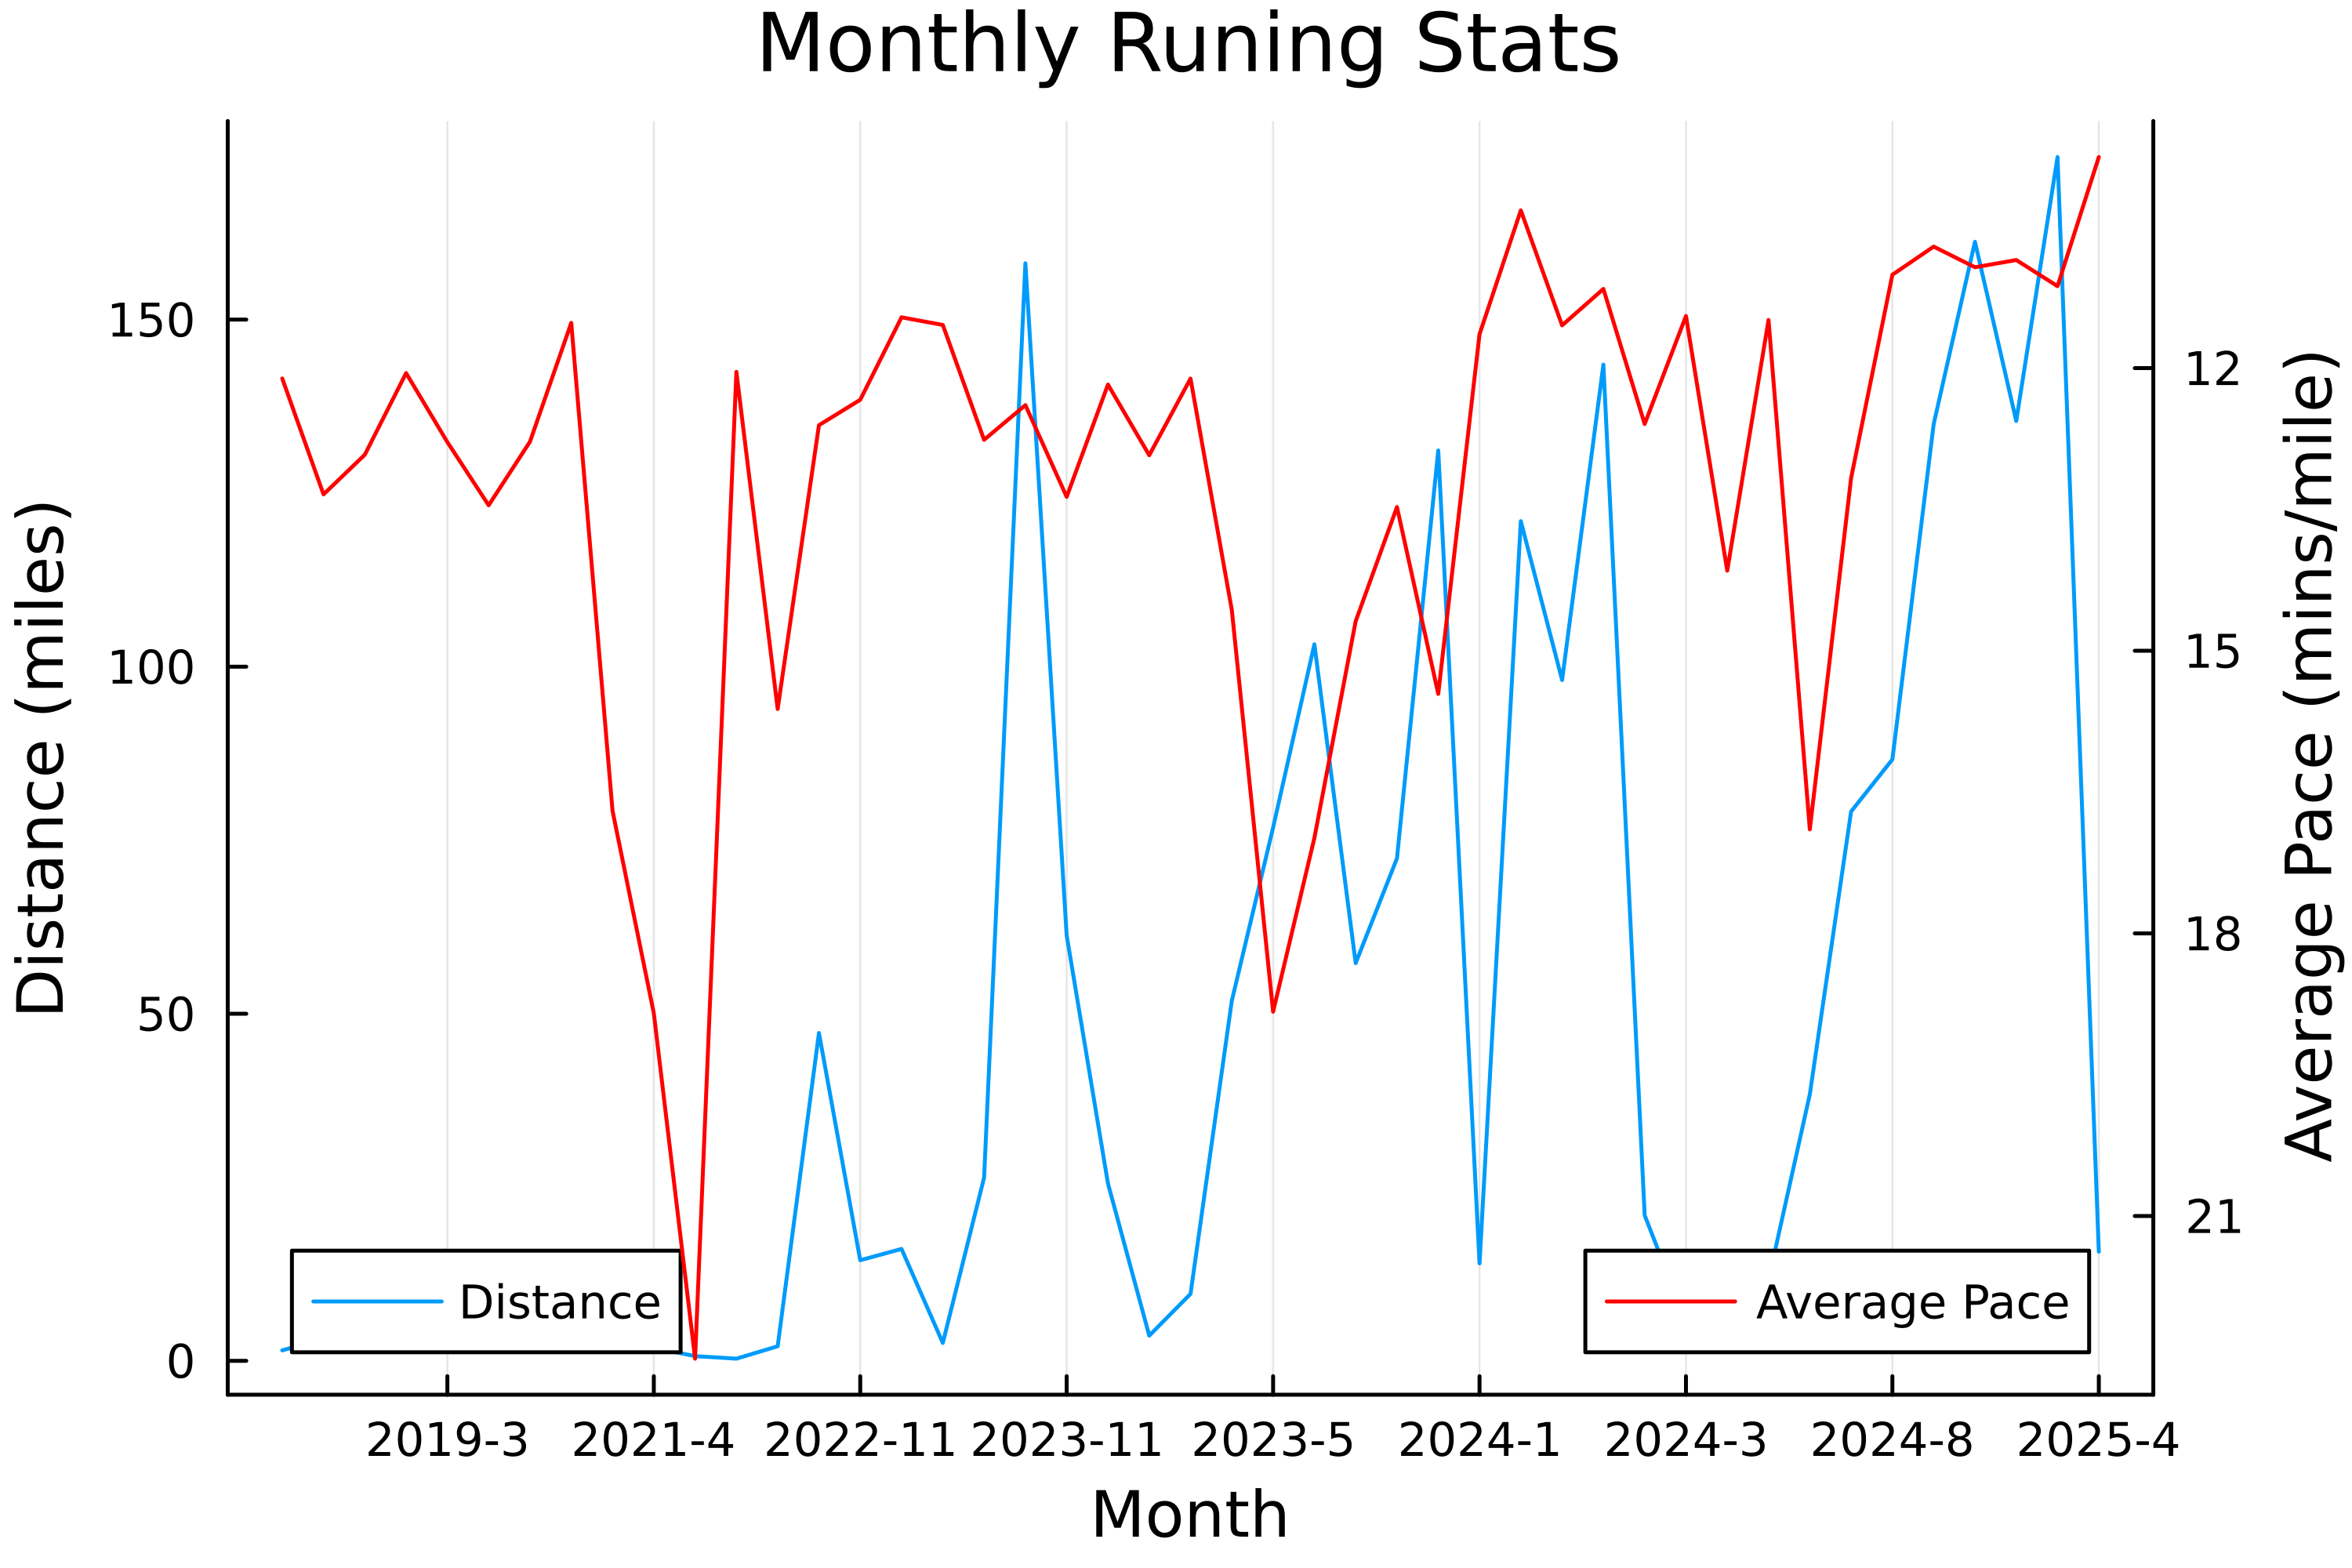 Monthly Runing Stats
Distance (miles)
150
100
50
0
12
15
18
21
Average Pace (mins/mile)
Distance
Average Pace
2019-3 2021-4 2022-11 2023-11 2023-5 2024-1 2024-3 2024-8 2025-4
Month